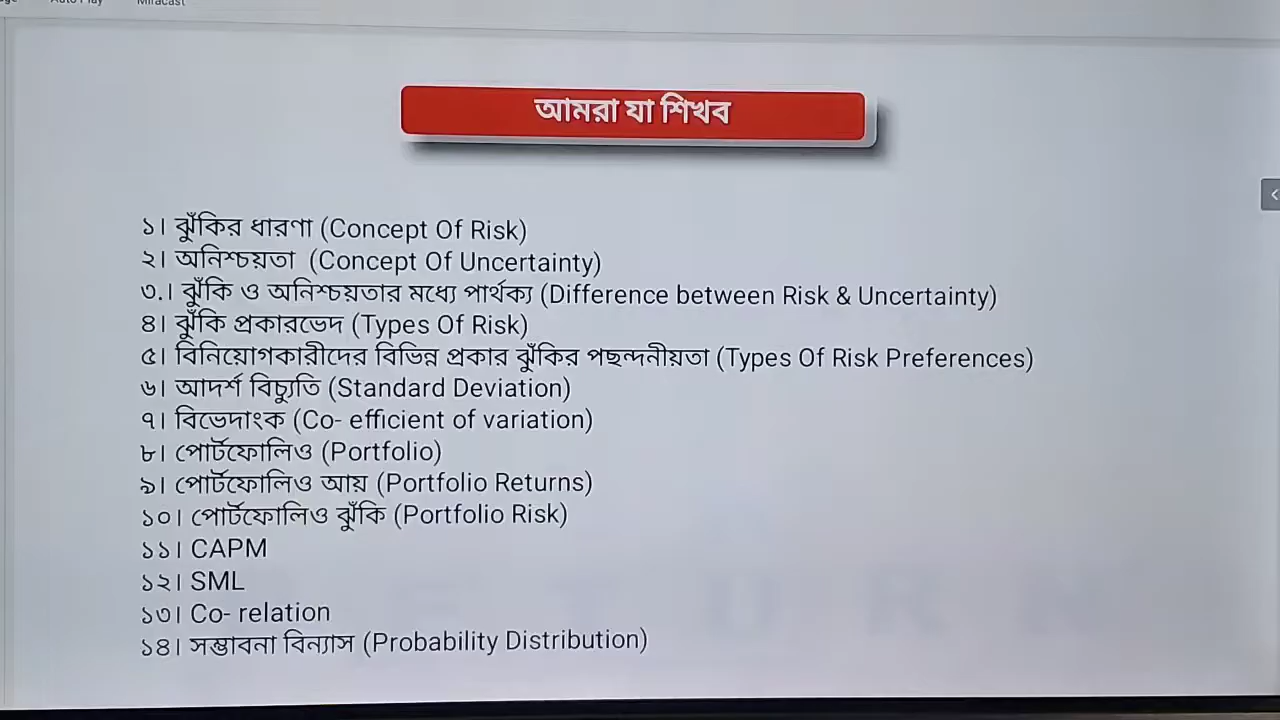 Miracast
আমরা যা শিখব
১। ঝুঁকির ধারণা (Concept Of Risk)
২। অনিশ্চয়তা (Concept Of Uncertainty)
৩.। ঝুঁকি ও অনিশ্চয়তার মধ্যে পার্থক্য (Difference between Risk & Uncertainty)
৪। ঝুঁকি প্রকারভেদ (Types Of Risk)
৫। বিনিয়োগকারীদের বিভিন্ন প্রকার ঝুঁকির পছন্দনীয়তা (Types Of Risk Preferences)
৬। আদর্শ বিচ্যুতি (Standard Deviation)
৭। বিভেদাংক (Co- efficient of variation)
৮। পোর্টফোলিও (Portfolio)
৯। পোর্টফোলিও আয় (Portfolio Returns)
১০। পোর্টফোলিও ঝুঁকি (Portfolio Risk)
১১। CAPM
১২। SML
১৩। Co- relation
১৪। সম্ভাবনা বিন্যাস (Probability Distribution)